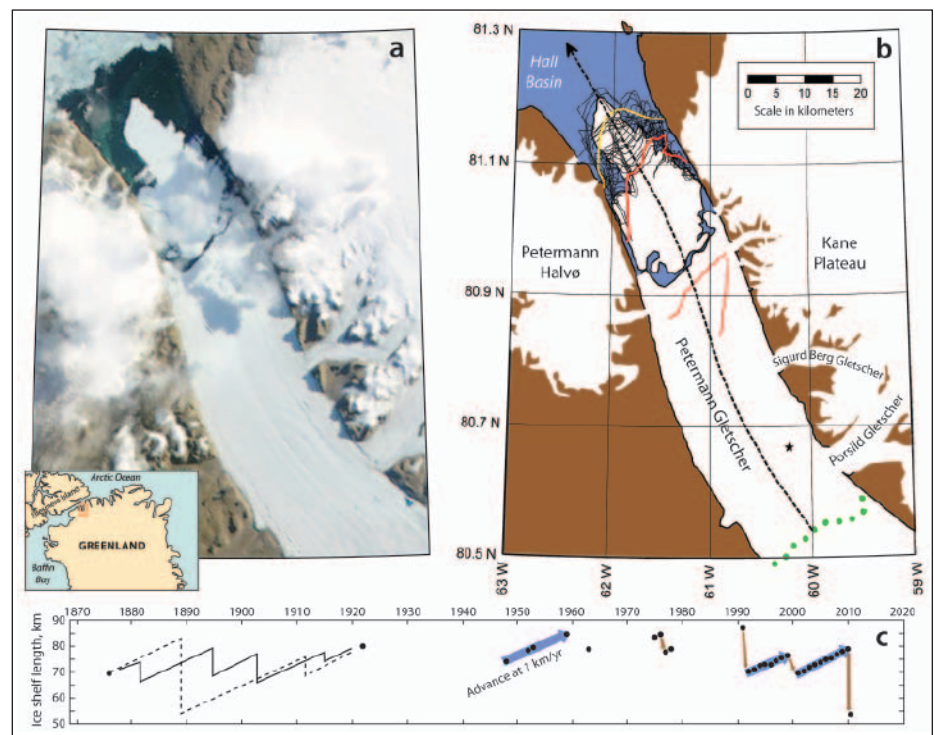 a
Arctic Ocean
GREENLAND
Baffin
Bay
81.3 N
81.1 N
80.9 N
80.7 N
80.5 N
b
Hall
Basin
0 5 10 15 20
Scale in kilometers
Petermann
Halvø
Kane
Plateau
Petermann Gletscher
Sigurd Berg Gletscher
Porsild Gletscher
63 W
62 W
61 W
60 W
59 W
1870 1880 1890 1900 1910 1920 1930 1940 1950 1960 1970 1980 1990 2000 2010 2020
Ice shelf length, km
90
80
70
60
50
Advance at 1 km/yr
c